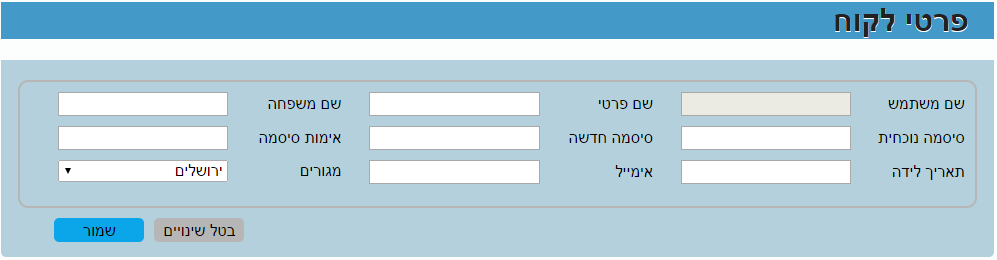 פרטי לקוח
שם משתמש שם פרטי שם משפחה
סיסמה נוכחית סיסמה חדשה אימות סיסמה
תאריך לידה אימייל מגורים ירושלים
בטל שינויים שמור